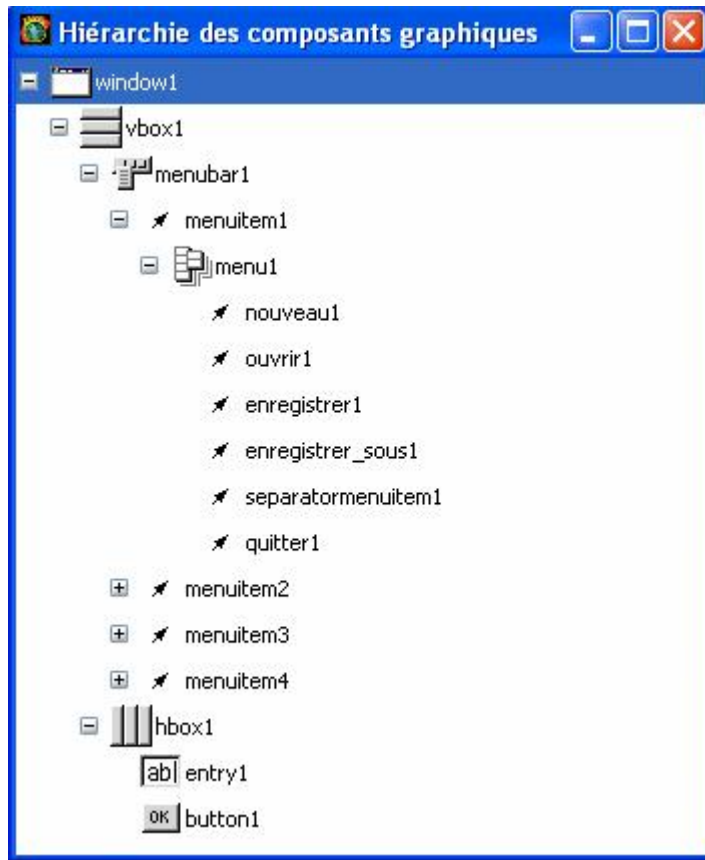 Hiérarchie des composants graphiques
window1
vbox1
menubar1
menuitem1
menu1
nouveau1
ouvrir1
enregistrer1
enregistrer_sous1
separatormenuitem1
quitter1
menuitem2
menuitem3
menuitem4
hbox1
ab entry1
OK button1